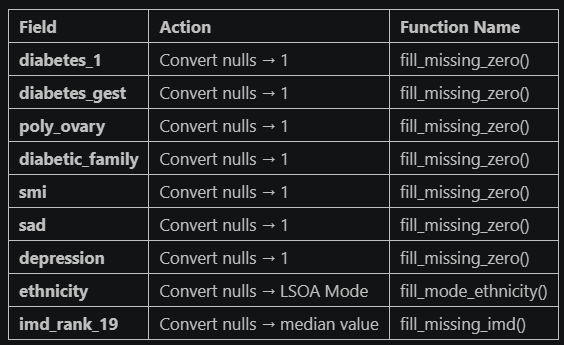 Field Action Function Name
diabetes_1 Convert nulls → 1 fill_missing_zero()
diabetes_gest Convert nulls → 1 fill_missing_zero()
poly_ovary Convert nulls → 1 fill_missing_zero()
diabetic_family Convert nulls → 1 fill_missing_zero()
smi Convert nulls → 1 fill_missing_zero()
sad Convert nulls → 1 fill_missing_zero()
depression Convert nulls → 1 fill_missing_zero()
ethnicity Convert nulls → LSOA Mode fill_mode_ethnicity()
imd_rank_19 Convert nulls → median value fill_missing_imd()